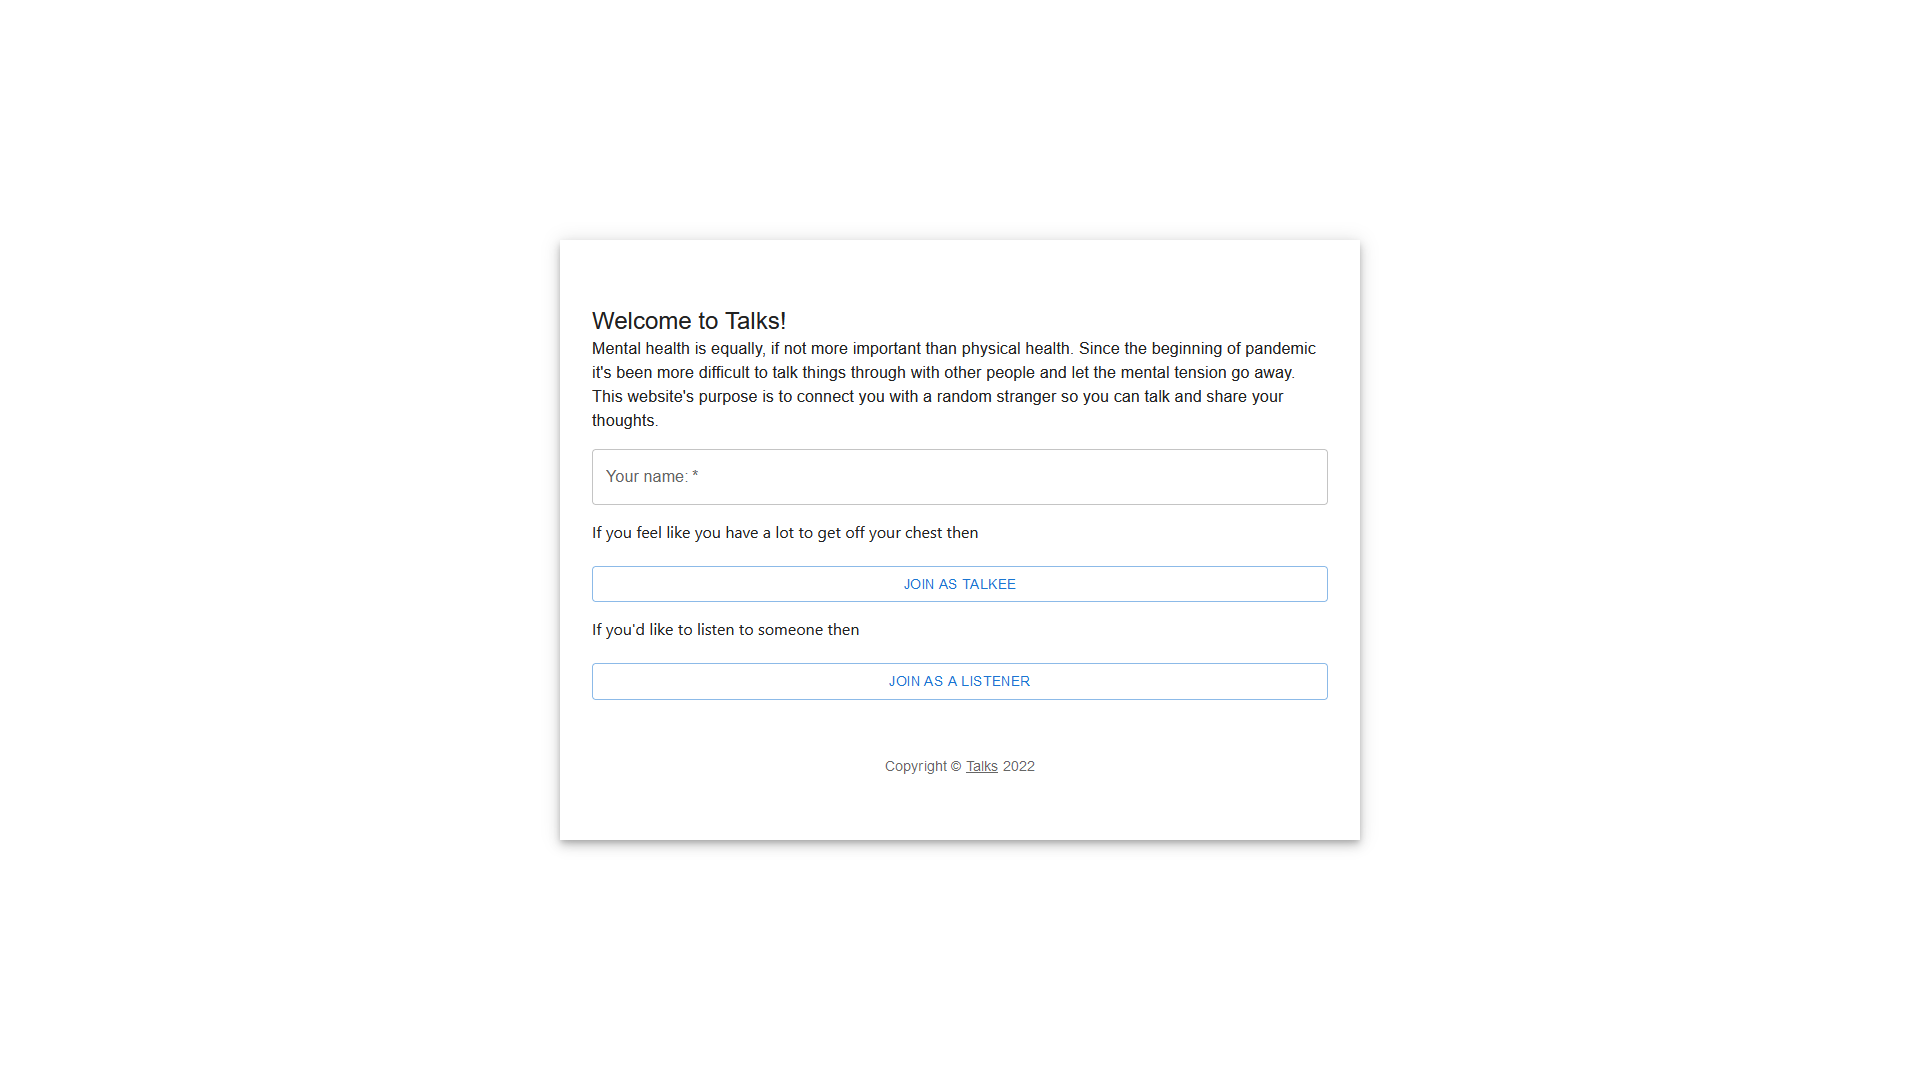 Welcome to Talks!
Mental health is equally, if not more important than physical health. Since the beginning of pandemic
it's been more difficult to talk things through with other people and let the mental tension go away.
This website's purpose is to connect you with a random stranger so you can talk and share your
thoughts.
Your name: *
If you feel like you have a lot to get off your chest then
JOIN AS TALKEE
If you'd like to listen to someone then
JOIN AS A LISTENER
Copyright © Talks 2022